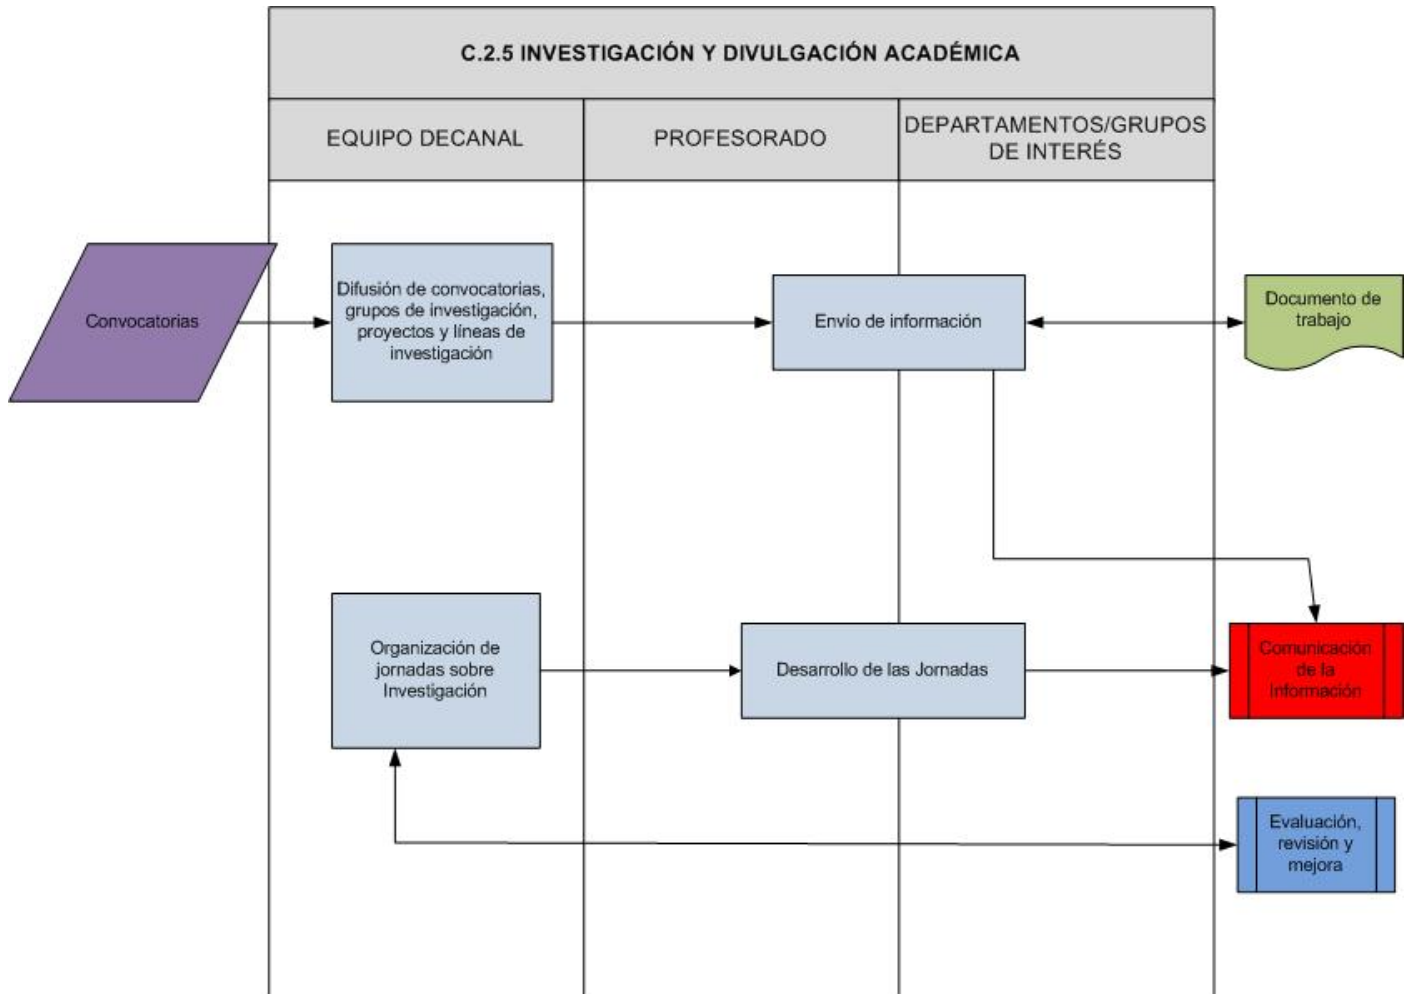 C.2.5 INVESTIGACIÓN Y DIVULGACIÓN ACADÉMICA
EQUIPO DECANAL
PROFESORADO
DEPARTAMENTOS/GRUPOS
DE INTERÉS
Convocatorias
Difusión de convocatorias,
grupos de investigación,
proyectos y líneas de
investigación
Envío de información
Documento de
trabajo
Organización de
jornadas sobre
Investigación
Desarrollo de las Jornadas
Comunicación
de la
Información
Evaluación,
revisión y
mejora